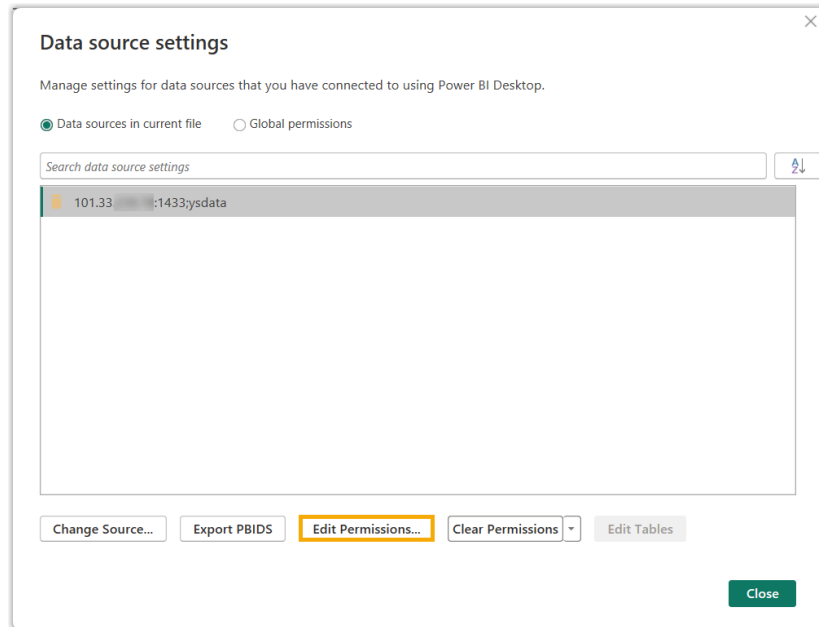 Data source settings
Manage settings for data sources that you have connected to using Power BI Desktop.
Data sources in current file Global permissions
Search data source settings
A
Z
101.33. :1433;ysdata
Change Source... Export PBIDS Edit Permissions... Clear Permissions Edit Tables
Close